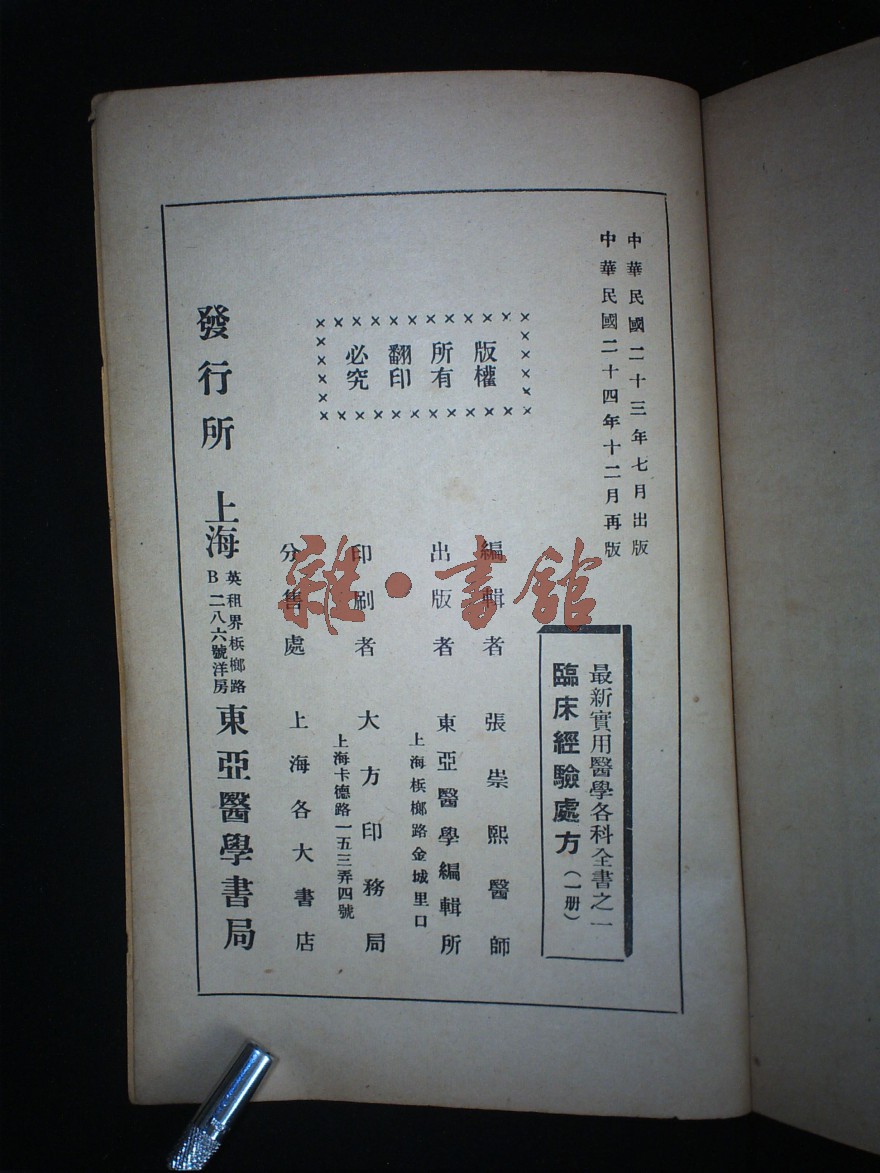 中華民國二十三年七月出版
中華民國二十四年十二月再版
最新實用醫學各科全書之一
臨床經驗處方(一册)
版權
所有
翻印
必究
編輯者 張崇熙醫師
出版者 東亞醫學編輯所
上海梹榔路金城里口
印刷者 大方印務局
上海卡德路一五三弄四號
分售處 上海各大書店
發行所 上海 東亞醫學書局
英租界梹榔路
B二八六號洋房
雜·書館